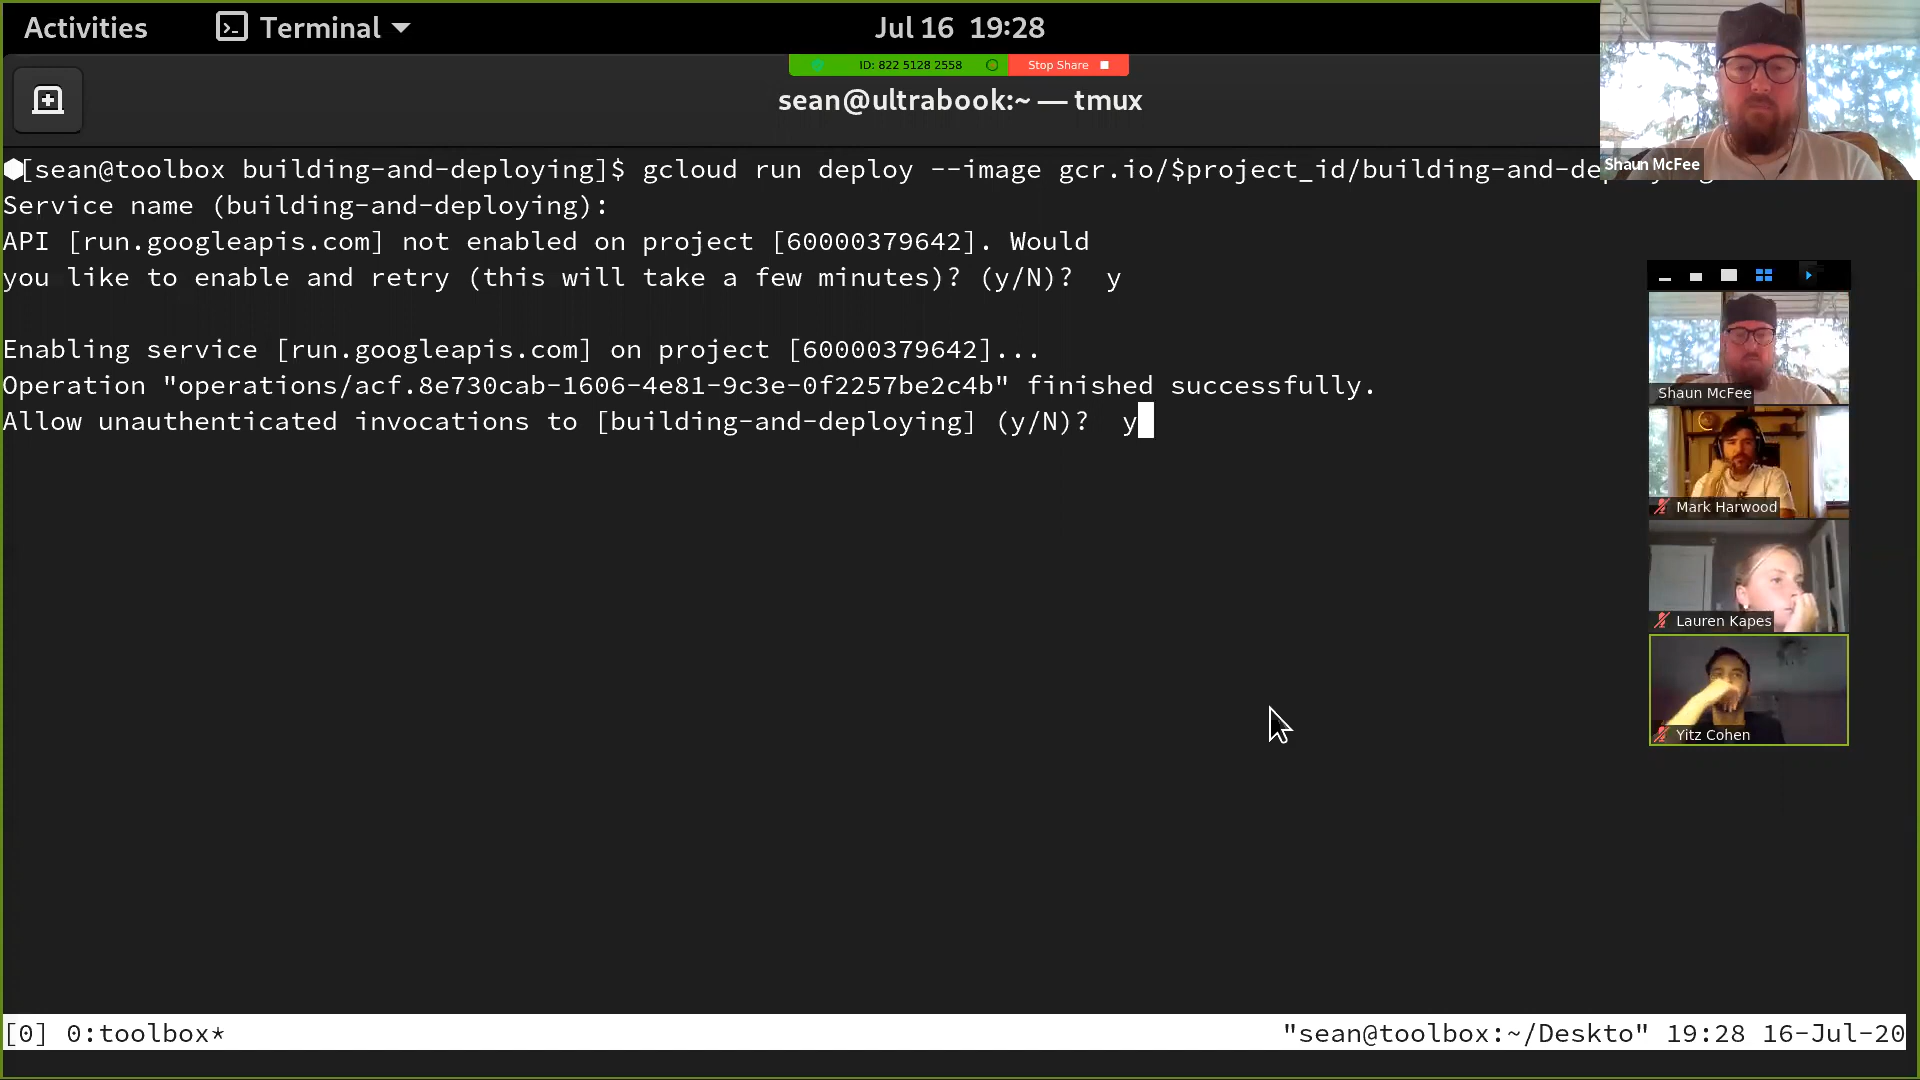 Activities
Terminal
Jul 16 19:28
ID: 822 5128 2558
Stop Share
sean@ultrabook:~ — tmux
Shaun McFee
[sean@toolbox building-and-deploying]$ gcloud run deploy --image gcr.io/$project_id/building-and-deploying
Service name (building-and-deploying):
API [run.googleapis.com] not enabled on project [60000379642]. Would
you like to enable and retry (this will take a few minutes)? (y/N)?  y
Enabling service [run.googleapis.com] on project [60000379642]...
Operation "operations/acf.8e730cab-1606-4e81-9c3e-0f2257be2c4b" finished successfully.
Allow unauthenticated invocations to [building-and-deploying] (y/N)?  y
Shaun McFee
Mark Harwood
Lauren Kapes
Yitz Cohen
[0] 0:toolbox*
"sean@toolbox:~/Deskto" 19:28 16-Jul-20